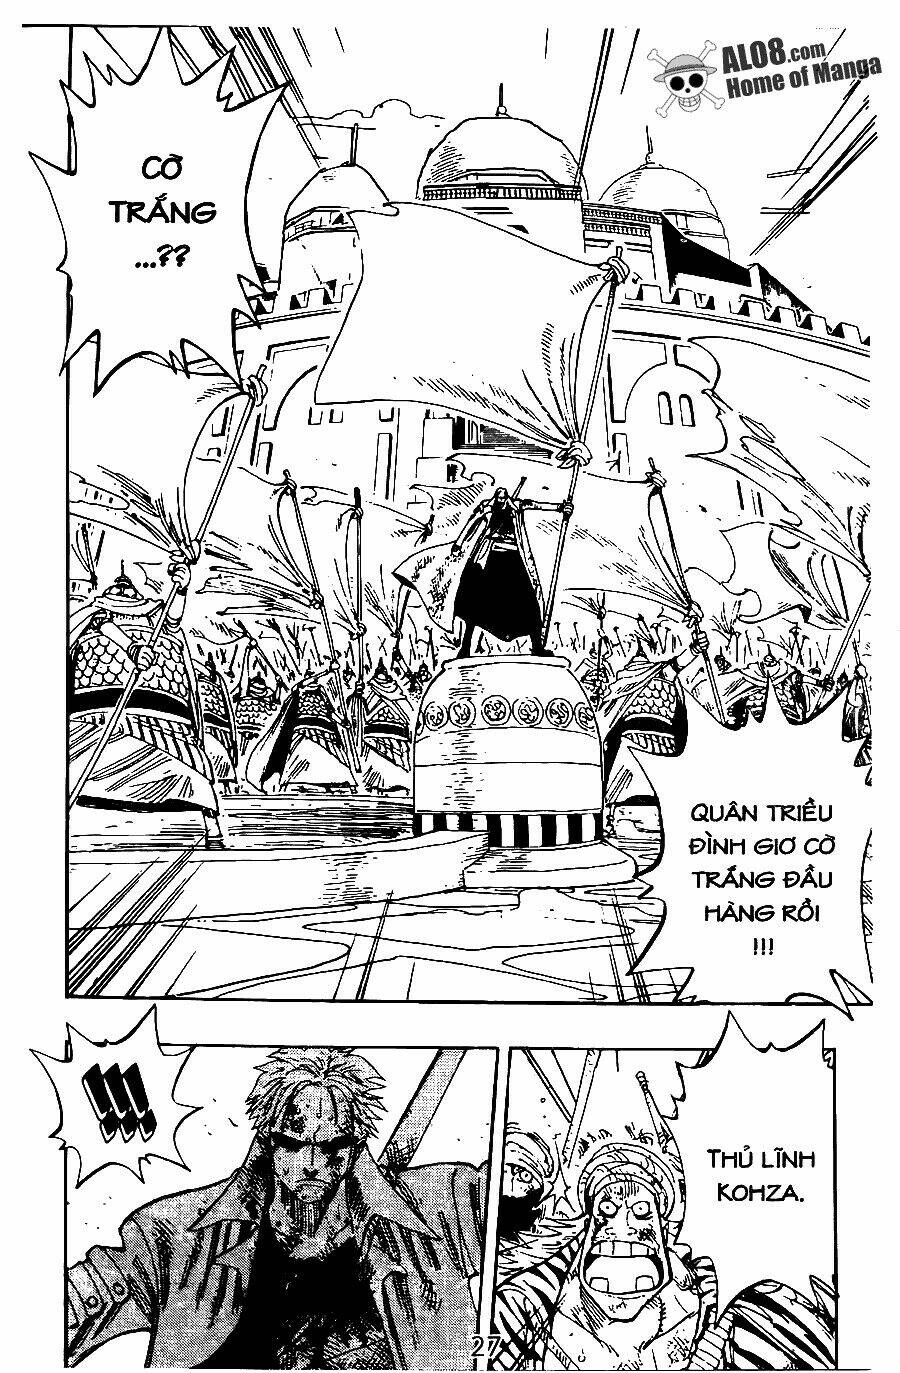 AL08.com
Home of Manga
CỜ
TRẮNG
...??
QUÂN TRIỀU
ĐÌNH GIƠ CỜ
TRẮNG ĐẦU
HÀNG RỒI
!!!
!!!
THỦ LĨNH
KOHZA.
27